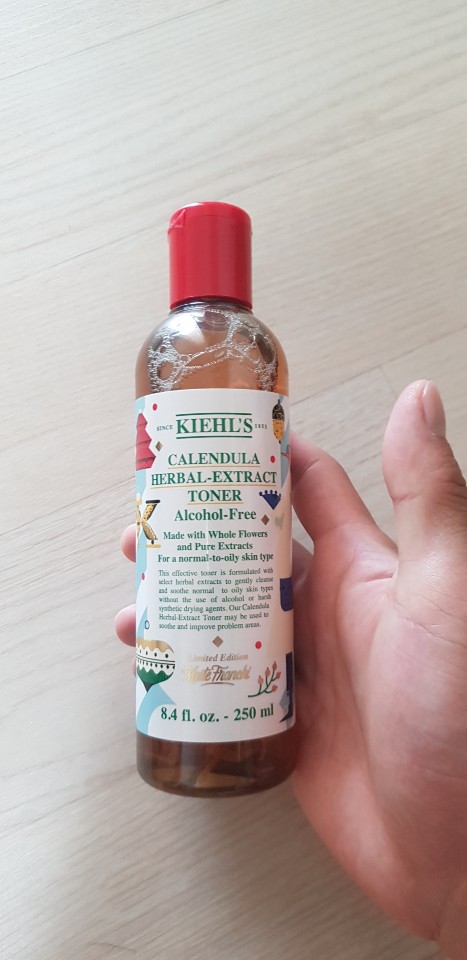 SINCE KIEHL'S 1851
CALENDULA
HERBAL-EXTRACT
TONER
Alcohol-Free
Made with Whole Flowers
and Pure Extracts
For a normal-to-oily skin type
This effective toner is formulated with
select herbal extracts to gently cleanse
and soothe normal to oily skin types
without the use of alcohol or harsh
synthetic drying agents. Our Calendula
Herbal-Extract Toner may be used to
soothe and improve problem areas.
Limited Edition
8.4 fl. oz. - 250 ml